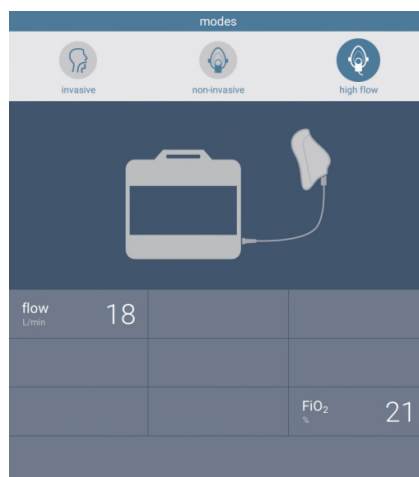 modes
invasive
non-invasive
high flow
flow 18
L/min
FiO₂ 21
%